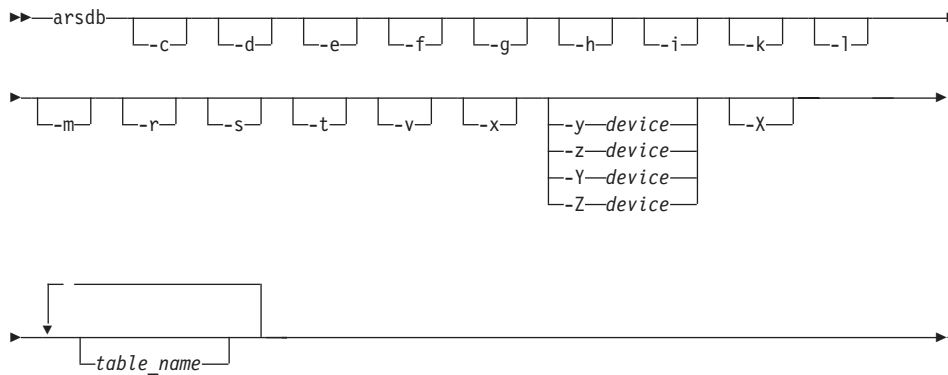 arsdb -c -d -e -f -g -h -i -k -l
-m -r -s -t -v -x -y device -X
-z device
-Y device
-Z device
table_name